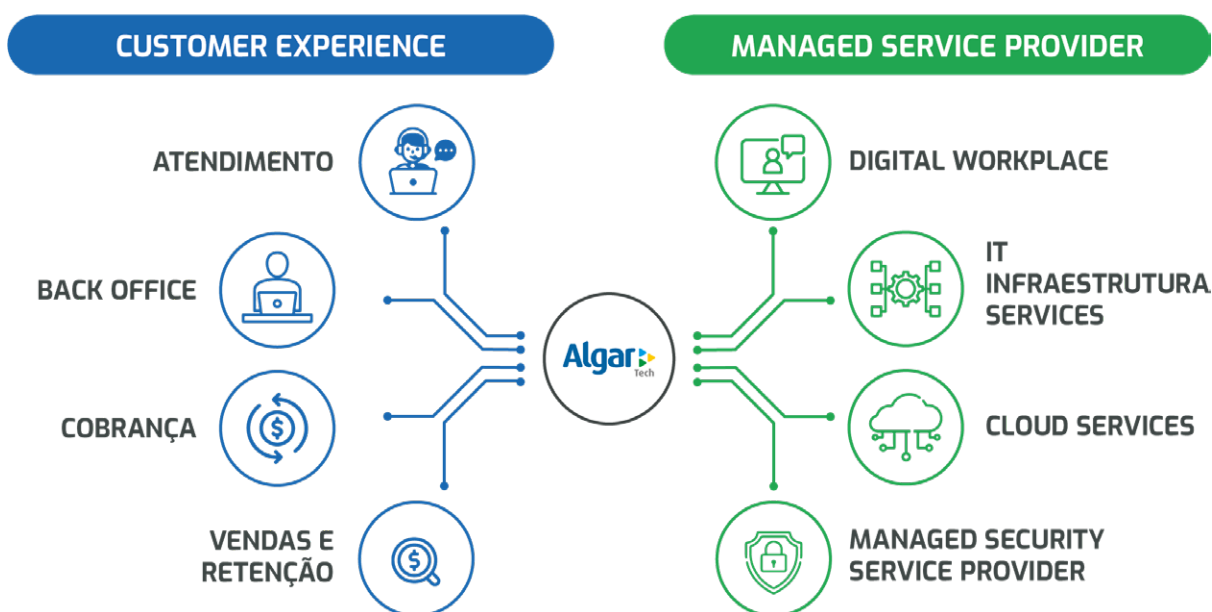 CUSTOMER EXPERIENCE
MANAGED SERVICE PROVIDER
ATENDIMENTO
BACK OFFICE
COBRANÇA
VENDAS E
RETENÇÃO
Algar
Tech
DIGITAL WORKPLACE
IT
INFRAESTRUTURA
SERVICES
CLOUD SERVICES
MANAGED SECURITY
SERVICE PROVIDER